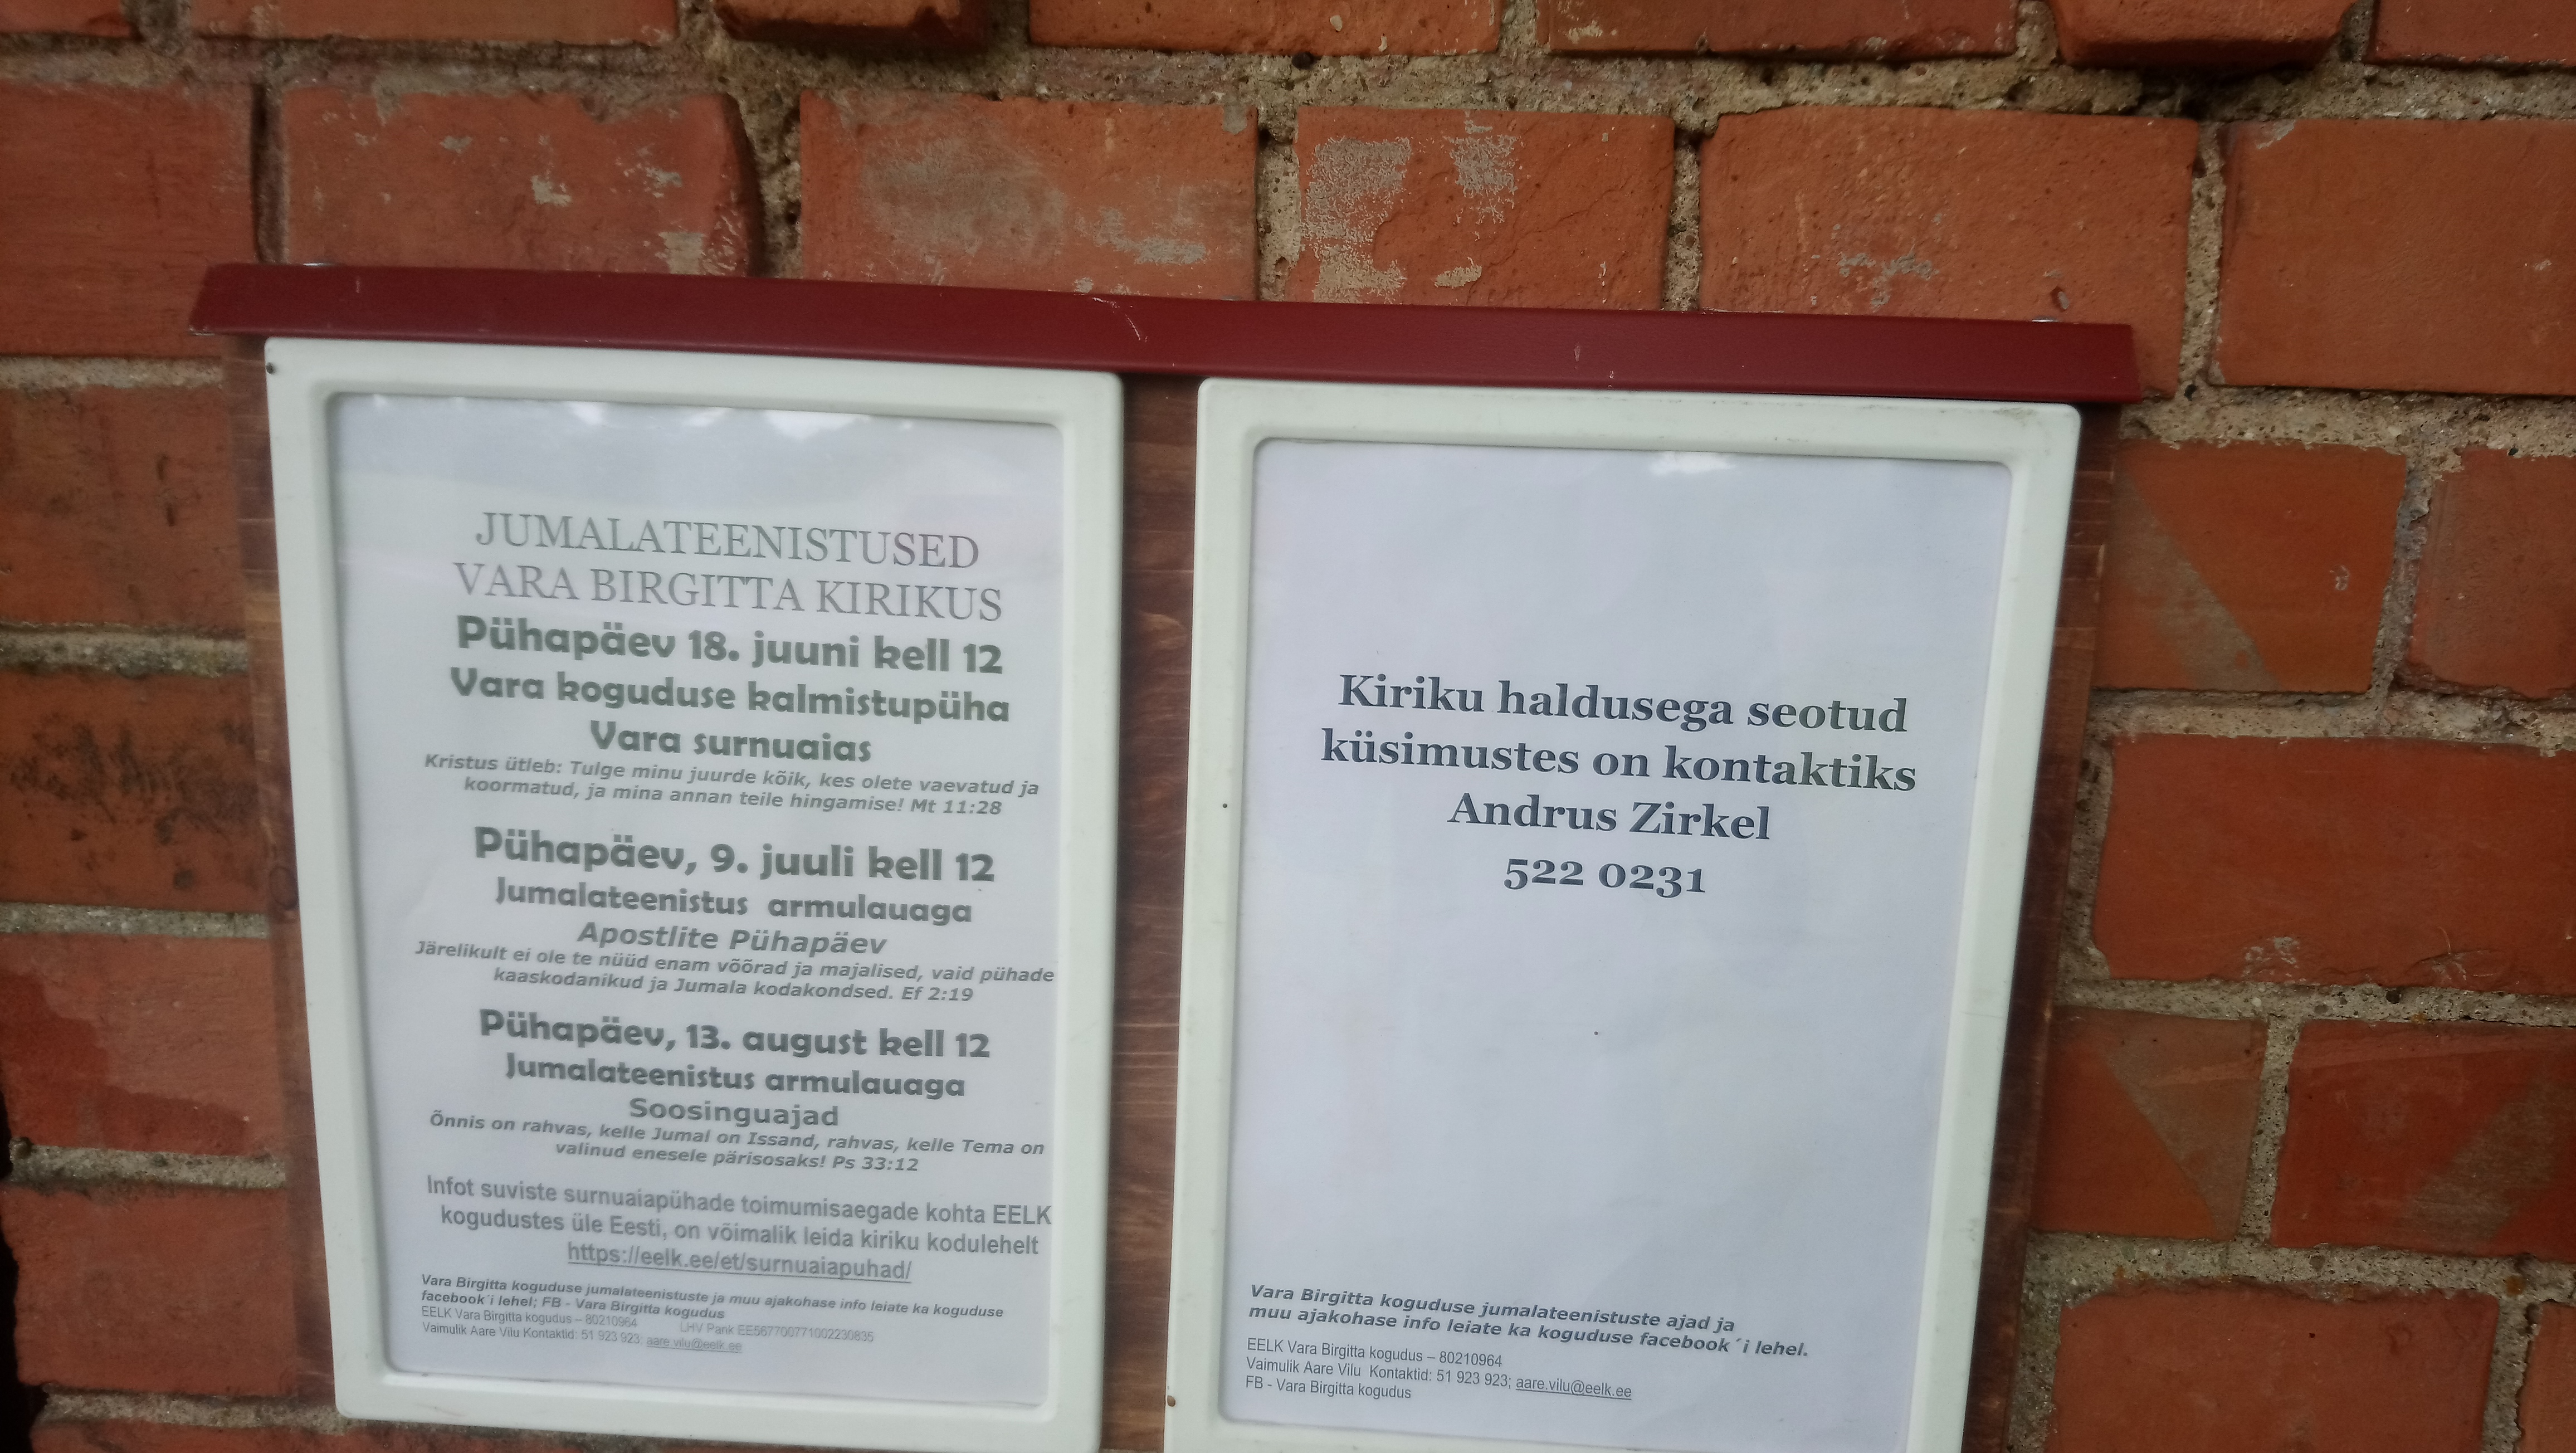 JUMALATEENISTUSED
VARA BIRGITTA KIRIKUS
Pühapäev 18. juuni kell 12
Vara koguduse kalmistupüha
Vara surnuaias
Kristus ütleb: Tulge minu juurde kõik, kes olete vaevatud ja
koormatud, ja mina annan teile hingamise! Mt 11:28
Pühapäev, 9. juuli kell 12
Jumalateenistus armulauaga
Apostlite Pühapäev
Järelikult ei ole te nüüd enam võõrad ja majalised, vaid pühade
kaaskodanikud ja Jumala kodakondsed. Ef 2:19
Pühapäev, 13. august kell 12
Jumalateenistus armulauaga
Soosinguajad
Õnnis on rahvas, kelle Jumal on Issand, rahvas, kelle Tema on
valinud enesele pärisosaks! Ps 33:12
Infot suviste surnuaiapühade toimumisaegade kohta EELK
kogudustes üle Eesti, on võimalik leida kiriku kodulehelt
https://eelk.ee/et/surnuaiapuhad/
Vara Birgitta koguduse jumalateenistuste ja muu ajakohase info leiate ka koguduse
facebook´i lehel; FB - Vara Birgitta kogudus
EELK Vara Birgitta kogudus – 80210964 LHV Pank EE567700771002230835
Vaimulik Aare Vilu Kontaktid: 51 923 923; aare.vilu@eelk.ee
Kiriku haldusega seotud
küsimustes on kontaktiks
Andrus Zirkel
522 0231
Vara Birgitta koguduse jumalateenistuste ajad ja
muu ajakohase info leiate ka koguduse facebook´i lehel.
EELK Vara Birgitta kogudus – 80210964
Vaimulik Aare Vilu Kontaktid: 51 923 923; aare.vilu@eelk.ee
FB - Vara Birgitta kogudus